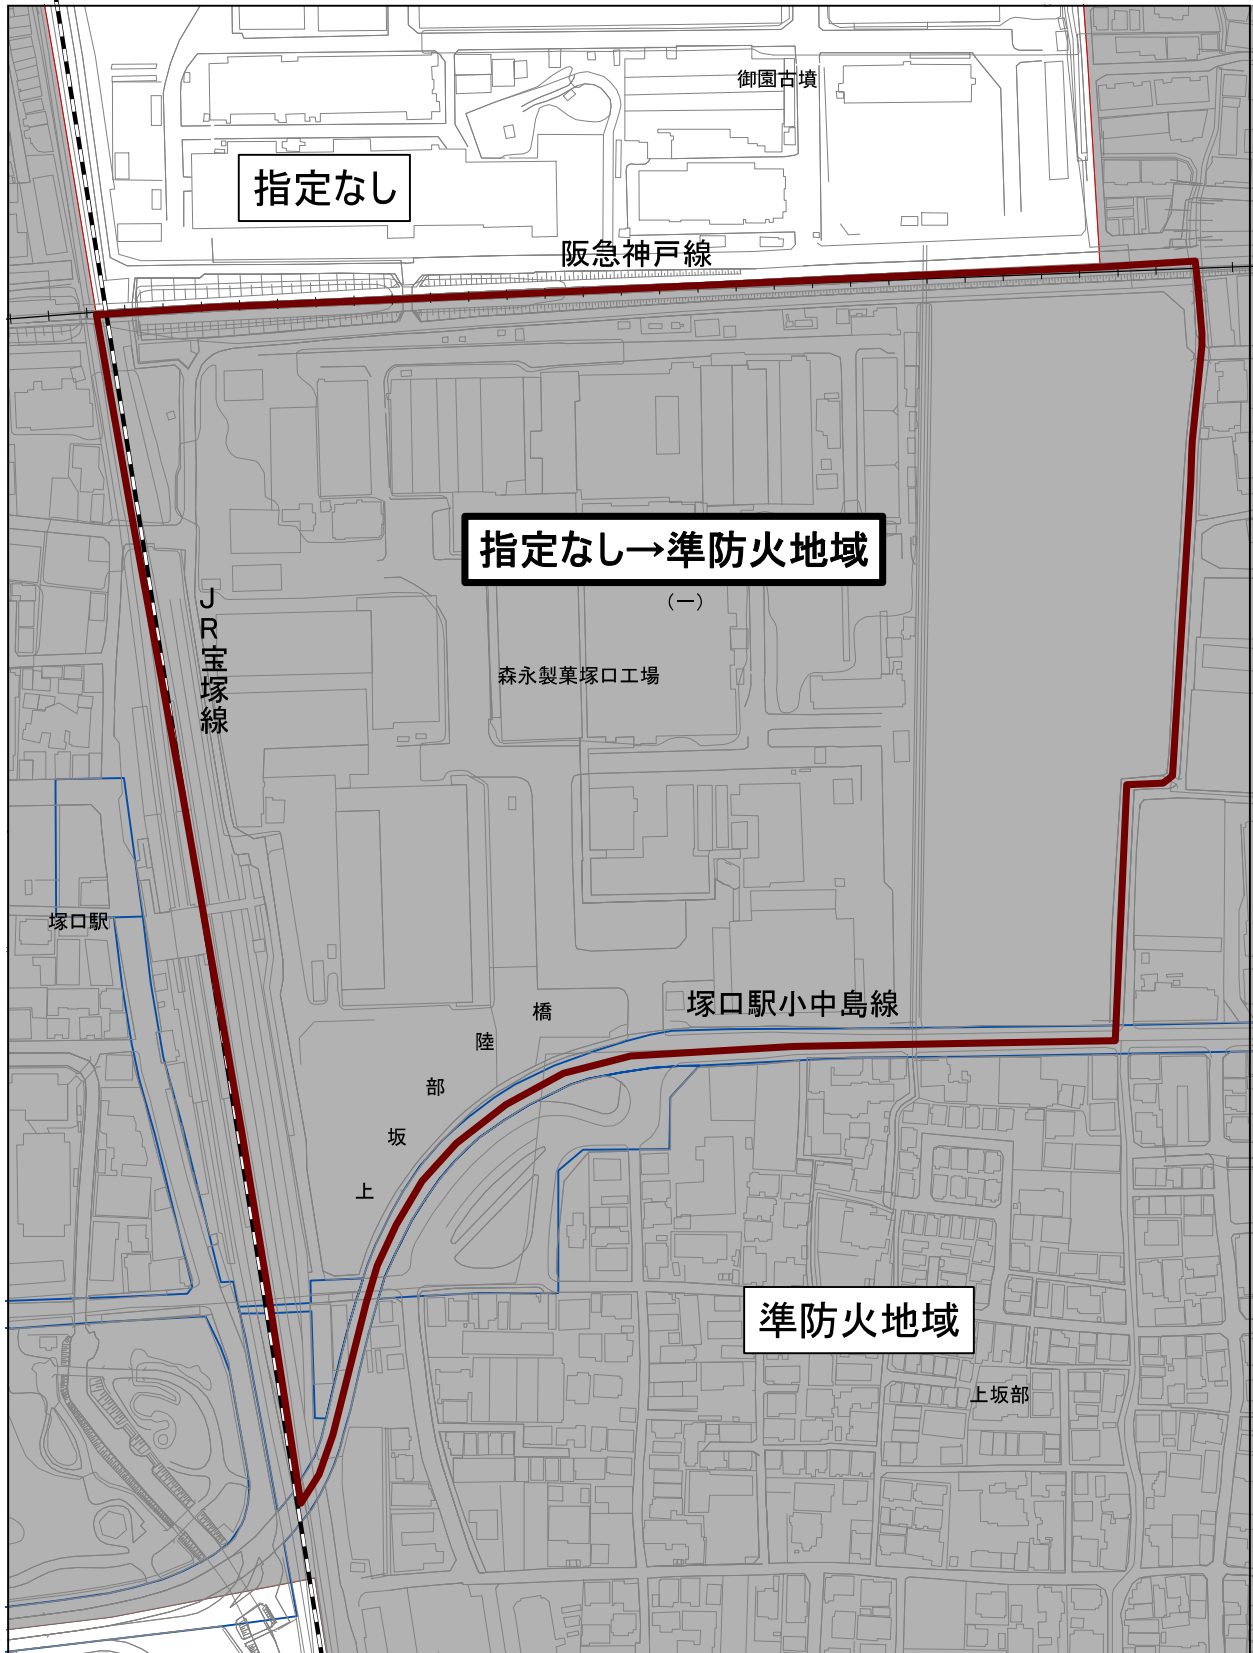 御園古墳
指定なし
阪急神戸線
指定なし→準防火地域
(一)
JR宝塚線
森永製菓塚口工場
塚口駅
塚口駅小中島線
上坂部陸橋
準防火地域
上坂部